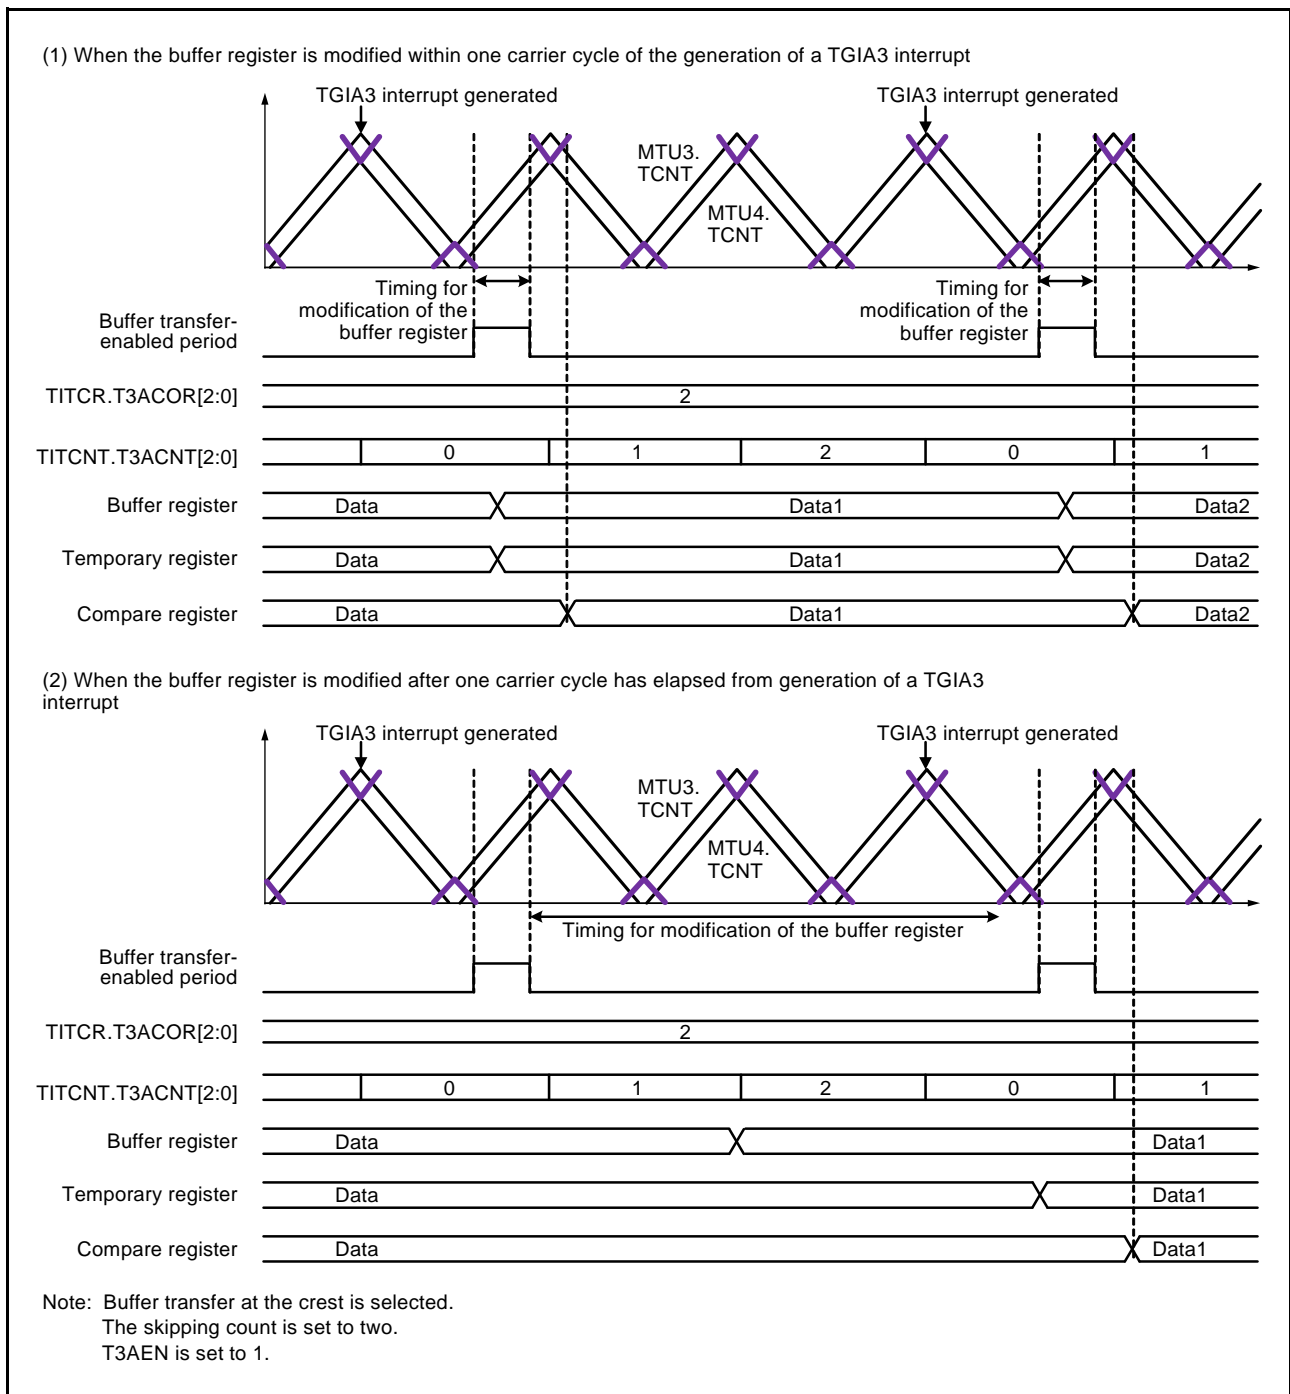 (1) When the buffer register is modified within one carrier cycle of the generation of a TGIA3 interrupt
TGIA3 interrupt generated
TGIA3 interrupt generated
MTU3.
TCNT
MTU4.
TCNT
Timing for
modification of the
buffer register
Timing for
modification of the
buffer register
Buffer transfer-
enabled period
TITCR.T3ACOR[2:0]
2
TITCNT.T3ACNT[2:0]
0 1 2 0 1
Buffer register
Data Data1 Data2
Temporary register
Data Data1 Data2
Compare register
Data Data1 Data2
(2) When the buffer register is modified after one carrier cycle has elapsed from generation of a TGIA3
interrupt
TGIA3 interrupt generated
TGIA3 interrupt generated
MTU3.
TCNT
MTU4.
TCNT
Timing for modification of the buffer register
Buffer transfer-
enabled period
TITCR.T3ACOR[2:0]
2
TITCNT.T3ACNT[2:0]
0 1 2 0 1
Buffer register
Data Data1
Temporary register
Data Data1
Compare register
Data Data1
Note: Buffer transfer at the crest is selected.
The skipping count is set to two.
T3AEN is set to 1.